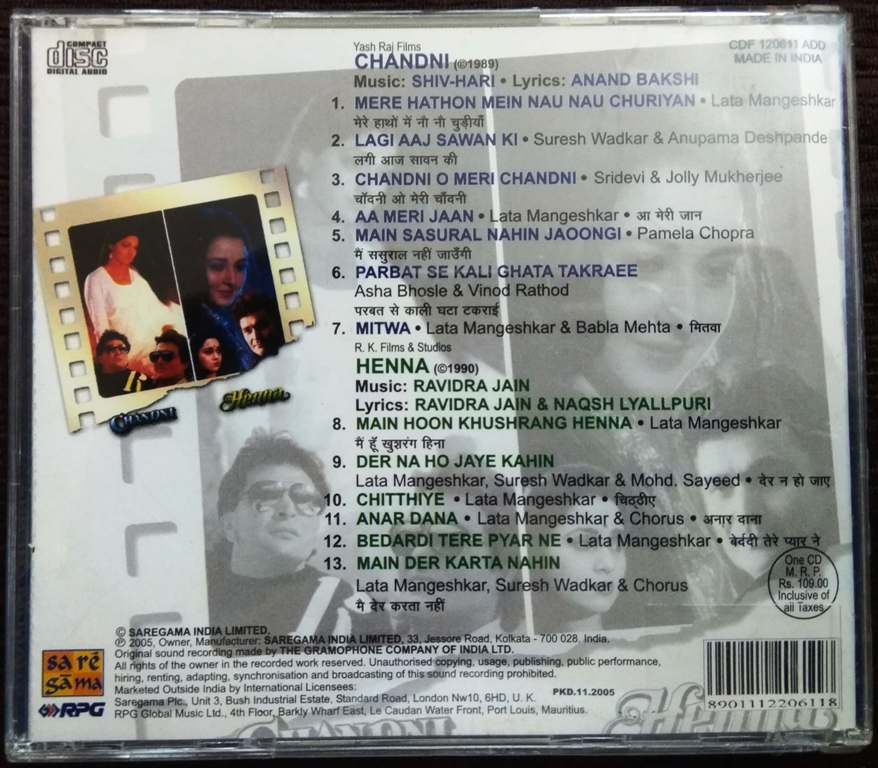 COMPACT
disc
DIGITAL AUDIO
CDF 120611 ADD
MADE IN INDIA
Yash Raj Films
CHANDNI (©1989)
Music: SHIV-HARI • Lyrics: ANAND BAKSHI
1. MERE HATHON MEIN NAU NAU CHURIYAN • Lata Mangeshkar
मेरे हाथों में नौ नौ चुड़ीयाँ
2. LAGI AAJ SAWAN KI • Suresh Wadkar & Anupama Deshpande
लगी आज सावन की
3. CHANDNI O MERI CHANDNI • Sridevi & Jolly Mukherjee
चाँदनी ओ मेरी चाँदनी
4. AA MERI JAAN • Lata Mangeshkar • आ मेरी जान
5. MAIN SASURAL NAHIN JAOONGI • Pamela Chopra
मैं ससुराल नहीं जाउँगी
6. PARBAT SE KALI GHATA TAKRAEE
Asha Bhosle & Vinod Rathod
परबत से काली घटा टकराई
7. MITWA • Lata Mangeshkar & Babla Mehta • मितवा
R. K. Films & Studios
HENNA (©1990)
Music: RAVIDRA JAIN
Lyrics: RAVIDRA JAIN & NAQSH LYALLPURI
8. MAIN HOON KHUSHRANG HENNA • Lata Mangeshkar
मैं हूँ खुशरंग हिना
9. DER NA HO JAYE KAHIN
Lata Mangeshkar, Suresh Wadkar & Mohd. Sayeed • देर न हो जाए
10. CHITTHIYE • Lata Mangeshkar • चिठ्ठीए
11. ANAR DANA • Lata Mangeshkar & Chorus • अनार दाना
12. BEDARDI TERE PYAR NE • Lata Mangeshkar • बेर्ददी तेरे प्यार ने
13. MAIN DER KARTA NAHIN
Lata Mangeshkar, Suresh Wadkar & Chorus
मै देर करता नहीं
CHANDNI
Henna
One CD
M. R. P.
Rs. 109.00
Inclusive of
all Taxes
© SAREGAMA INDIA LIMITED,
℗ 2005, Owner, Manufacturer: SAREGAMA INDIA LIMITED, 33, Jessore Road, Kolkata - 700 028, India.
Original sound recording made by THE GRAMOPHONE COMPANY OF INDIA LTD.
All rights of the owner in the recorded work reserved. Unauthorised copying, usage, publishing, public performance,
hiring, renting, adapting, synchronisation and broadcasting of this sound recording prohibited.
Marketed Outside India by International Licensees:
Saregama Plc., Unit 3, Bush Industrial Estate, Standard Road, London Nw10, 6HD, U. K.
RPG Global Music Ltd., 4th Floor, Barkly Wharf East, Le Caudan Water Front, Port Louis, Mauritius.
PKD.11.2005
sa rē
gāma
RPG
8901112206118
CHANDNI
Henna